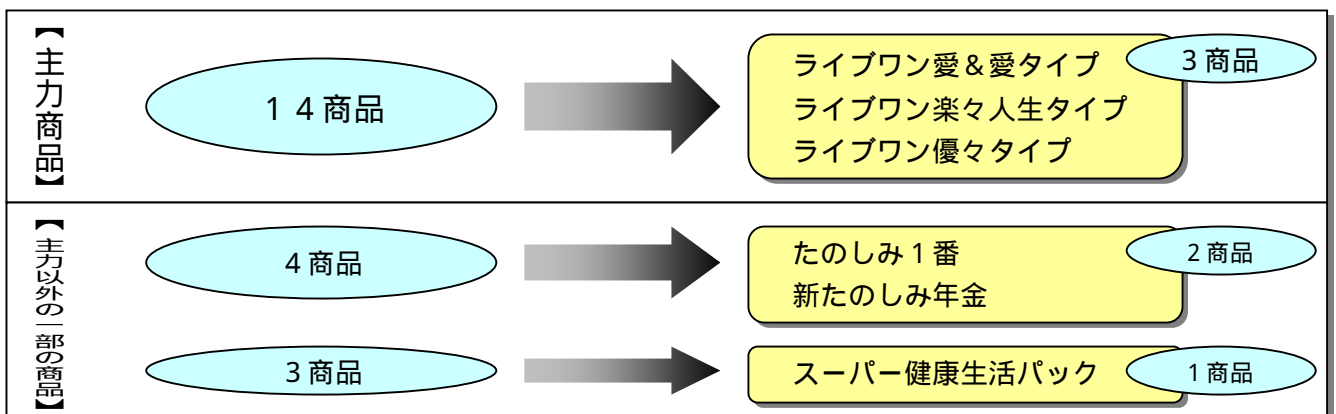 【主力商品】
１４商品
ライブワン愛＆愛タイプ
ライブワン楽々人生タイプ
ライブワン優々タイプ
３商品
【主力以外の一部の商品】
４商品
たのしみ１番
新たのしみ年金
２商品
３商品
スーパー健康生活パック
１商品